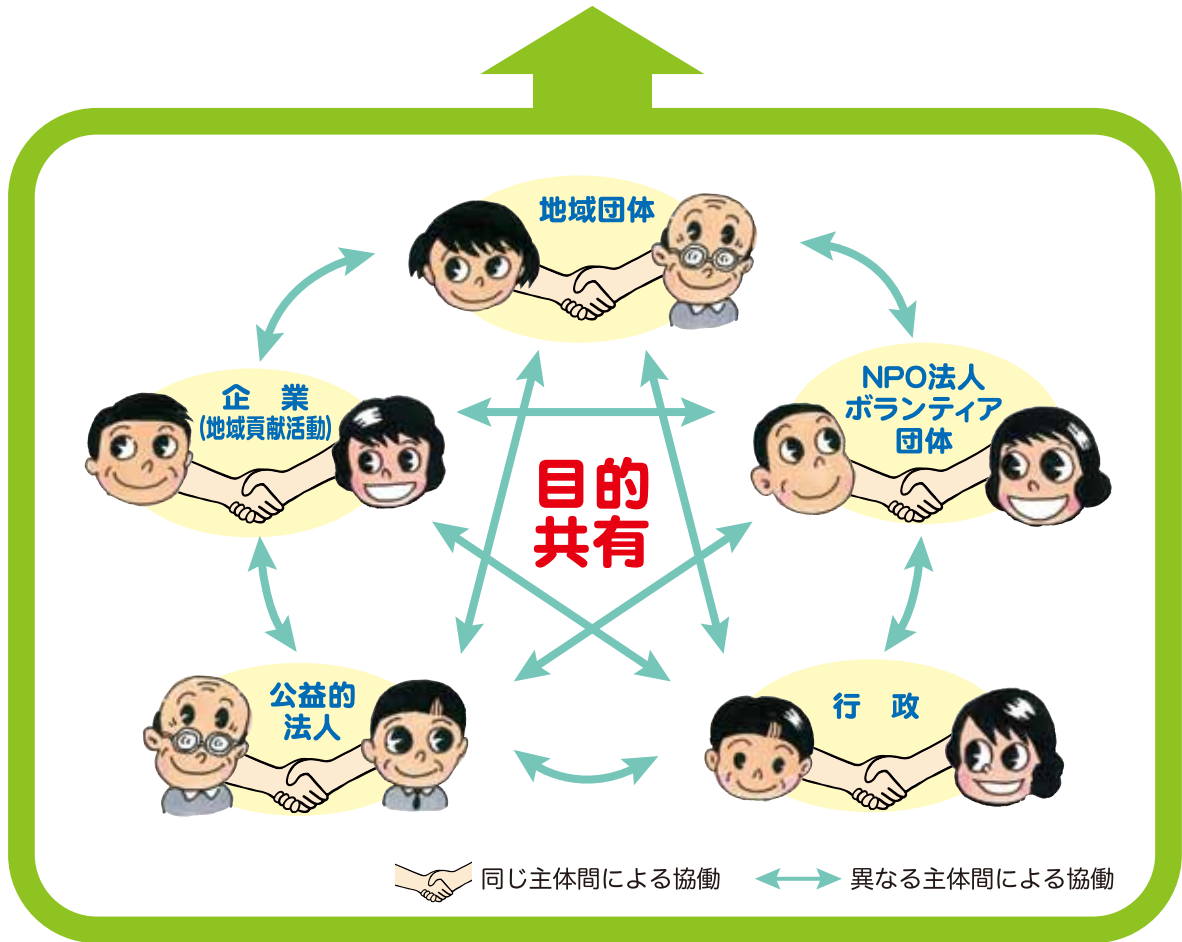 地域団体
企　業
(地域貢献活動)
NPO法人
ボランティア
団体
目的
共有
公益的
法人
行　政
同じ主体間による協働
異なる主体間による協働